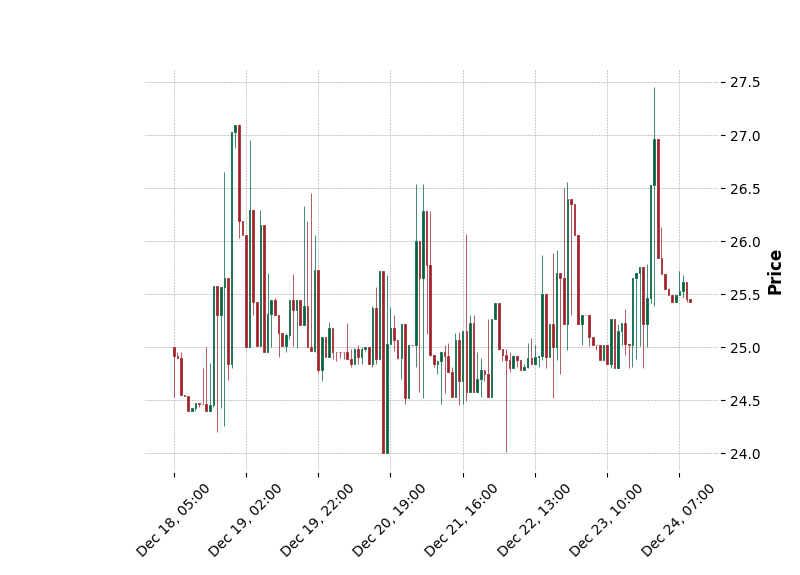 27.5
27.0
26.5
26.0
25.5
25.0
24.5
24.0
Price
Dec 18, 05:00
Dec 19, 02:00
Dec 19, 22:00
Dec 20, 19:00
Dec 21, 16:00
Dec 22, 13:00
Dec 23, 10:00
Dec 24, 07:00